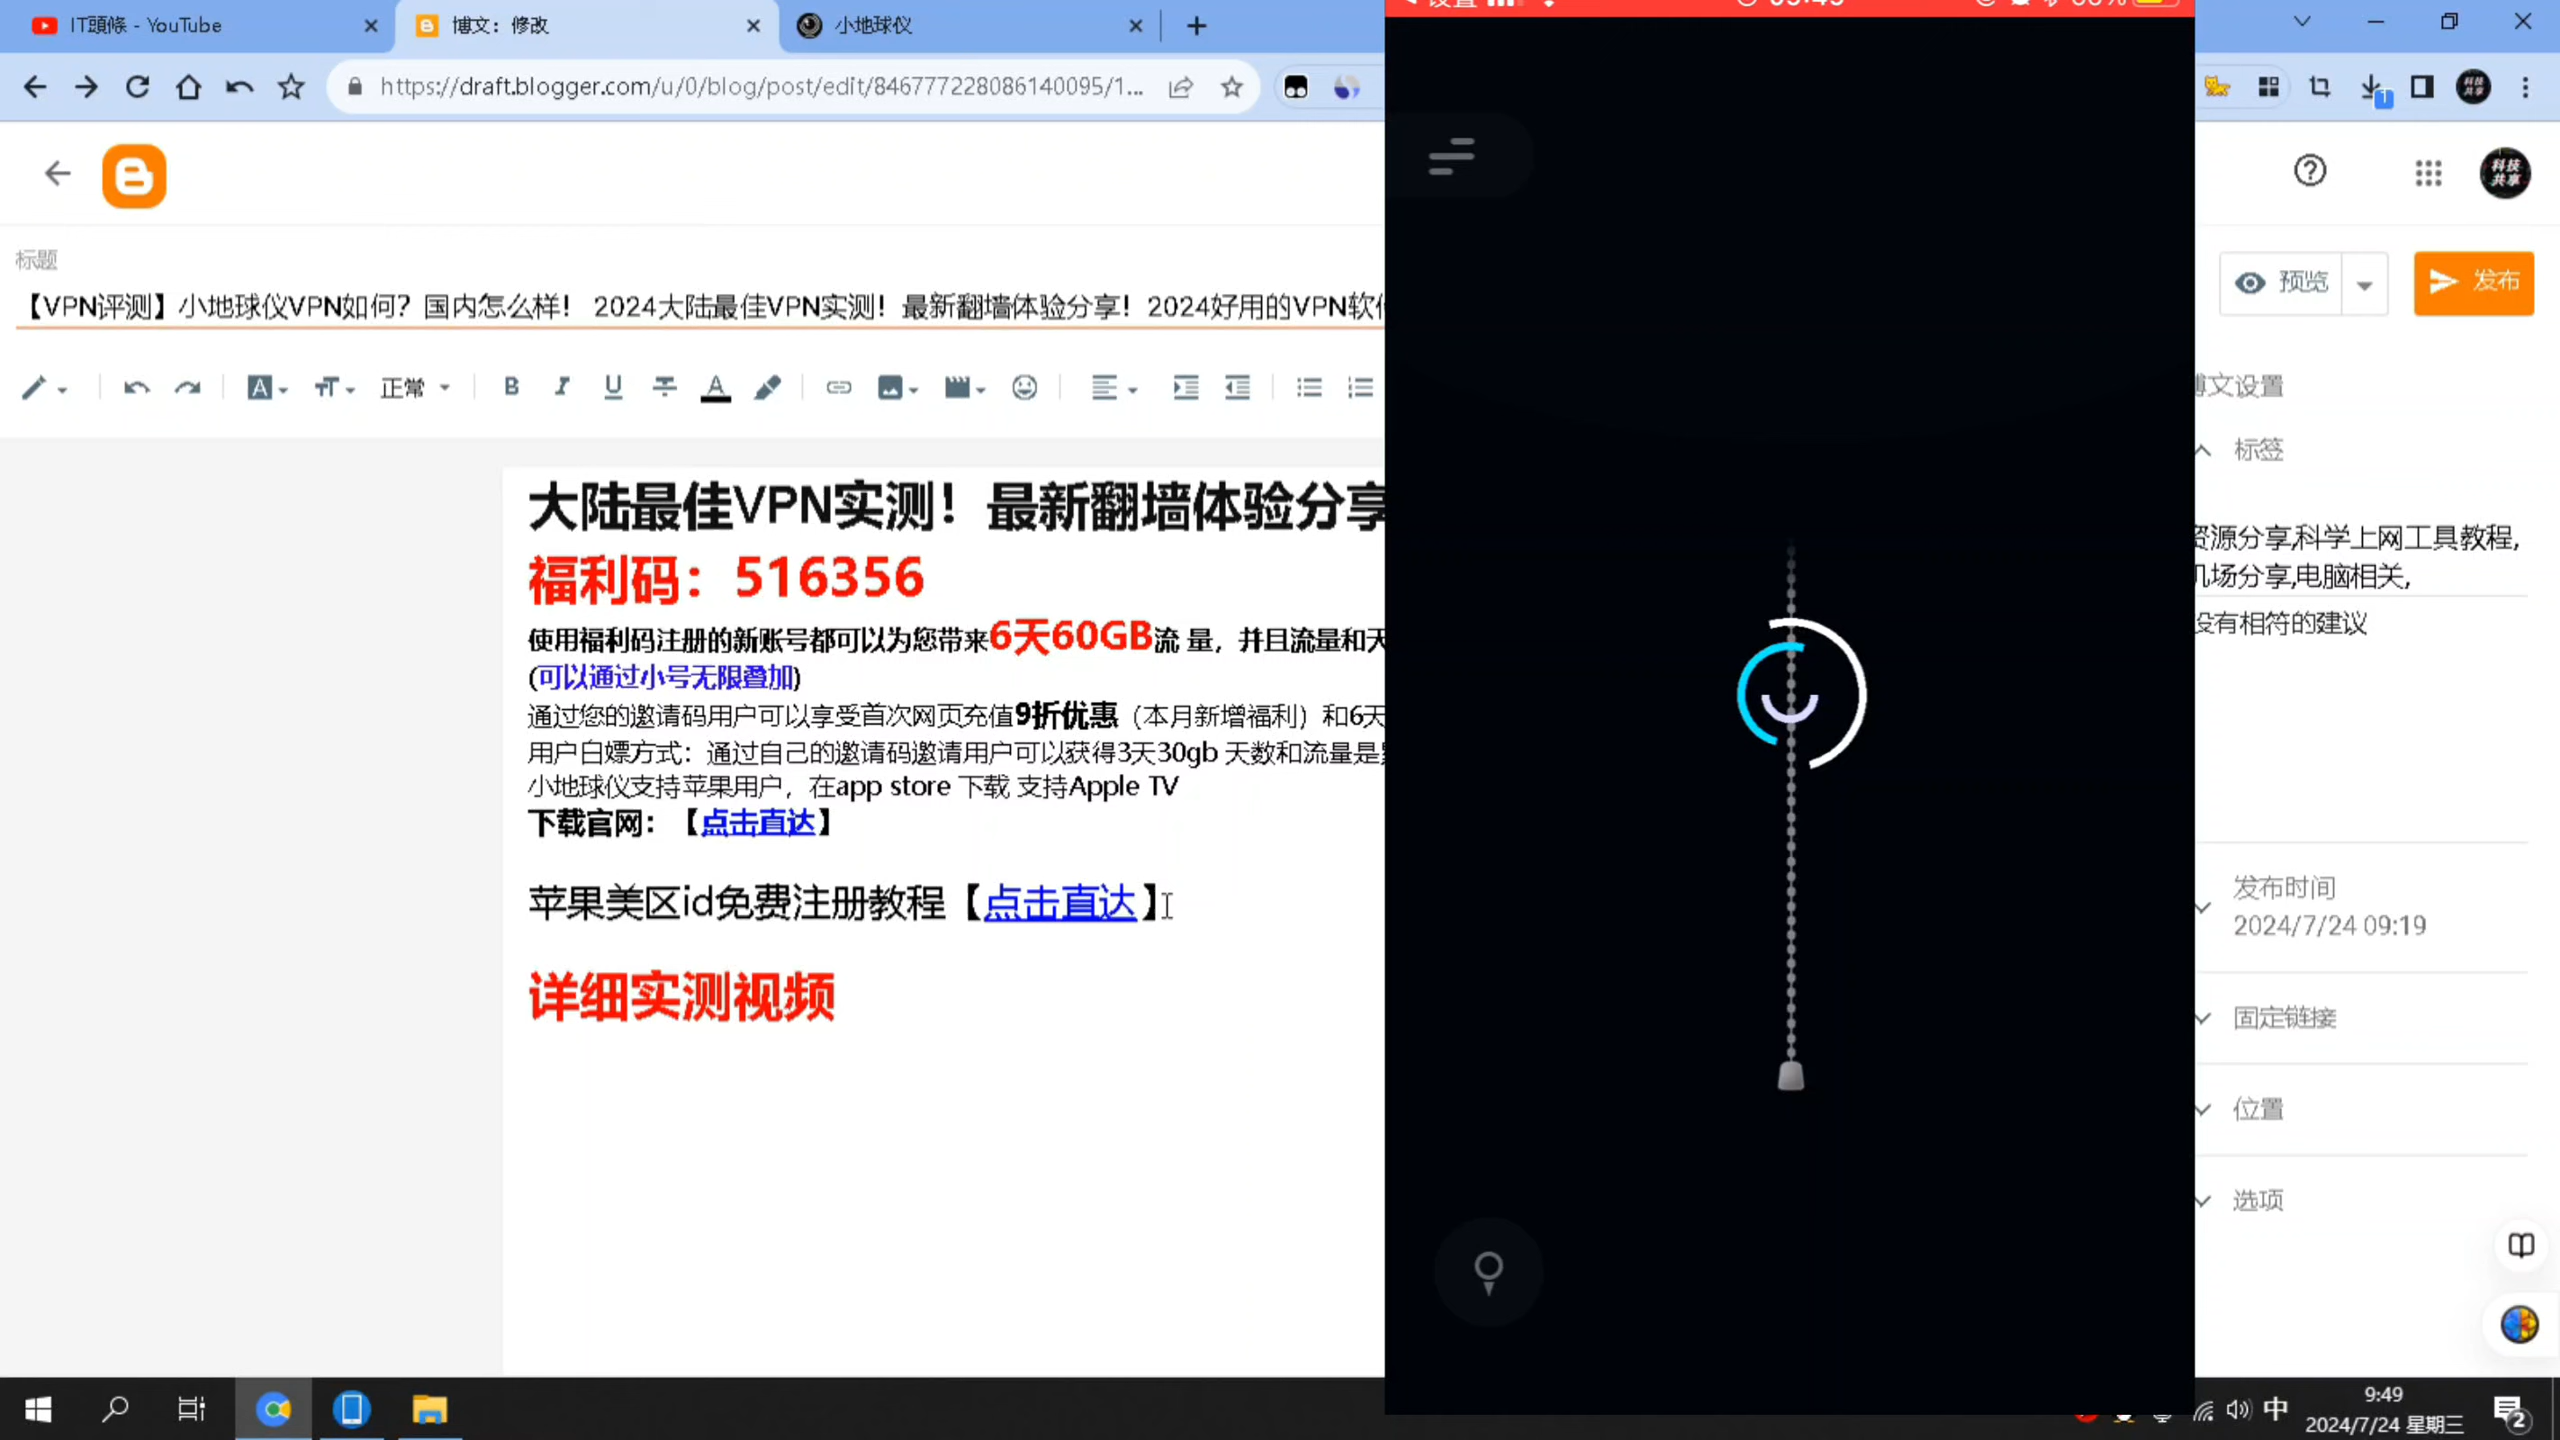 IT頭條 - YouTube
博文：修改
小地球仪
https://draft.blogger.com/u/0/blog/post/edit/846777228086140095/1...
1
科技共享
标题
【VPN评测】小地球仪VPN如何？国内怎么样！ 2024大陆最佳VPN实测！最新翻墙体验分享！2024好用的VPN软
预览
发布
正常
博文设置
标签
资源分享,科学上网工具教程,
机场分享,电脑相关,
没有相符的建议
发布时间
2024/7/24 09:19
固定链接
位置
选项
大陆最佳VPN实测！最新翻墙体验分享
福利码：516356
使用福利码注册的新账号都可以为您带来6天60GB流 量，并且流量和天
(可以通过小号无限叠加)
通过您的邀请码用户可以享受首次网页充值9折优惠（本月新增福利）和6天
用户白嫖方式：通过自己的邀请码邀请用户可以获得3天30gb 天数和流量是
小地球仪支持苹果用户，在app store 下载 支持Apple TV
下载官网：【点击直达】
苹果美区id免费注册教程【点击直达】
详细实测视频
中
9:49
2024/7/24 星期三
2